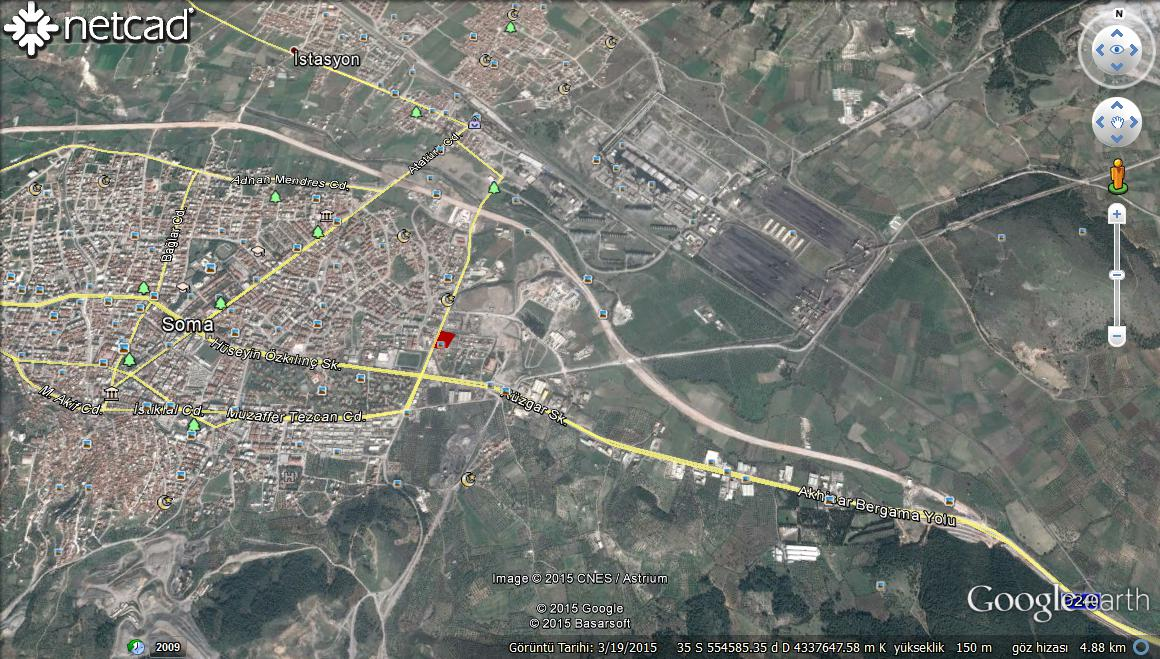 netcad
N
İstasyon
Atatürk Cd.
Adnan Menderes Cd.
Bağlar Cd.
Soma
Hüseyin Özkılınç Sk.
M. Akif Cd.
İstiklal Cd.
Muzaffer Tezcan Cd.
Rüzgar Sk.
Akhisar Bergama Yolu
Image © 2015 CNES / Astrium
© 2015 Google
© 2015 Basarsoft
Google earth
D240
2009
Görüntü Tarihi: 3/19/2015 35 S 554585.35 d D 4337647.58 m K yükseklik 150 m göz hizası 4.88 km